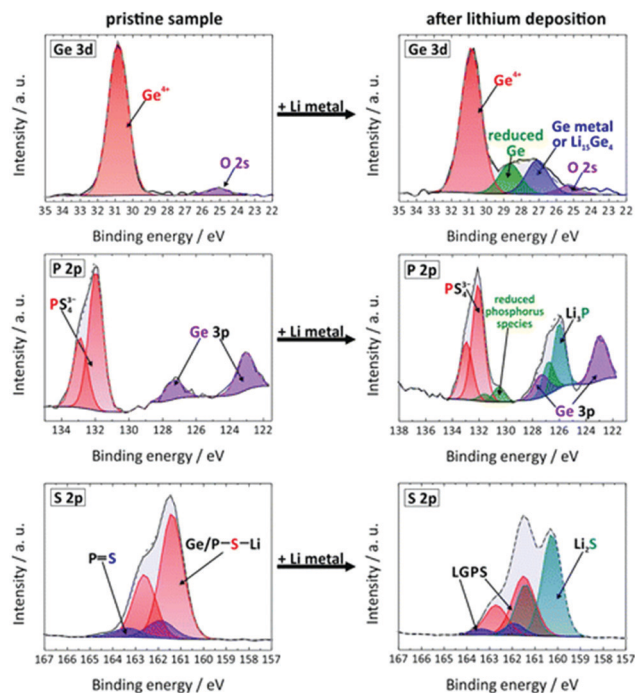 pristine sample
after lithium deposition
Ge 3d
Ge⁴⁺
O 2s
Intensity / a. u.
35 34 33 32 31 30 29 28 27 26 25 24 23 22
Binding energy / eV
+ Li metal
Ge 3d
Ge⁴⁺
reduced
Ge
Ge metal
or Li₁₅Ge₄
O 2s
Intensity / a. u.
35 34 33 32 31 30 29 28 27 26 25 24 23 22
Binding energy / eV
P 2p
PS₄³⁻
Ge 3p
Intensity / a. u.
134 132 130 128 126 124 122
Binding energy / eV
+ Li metal
P 2p
PS₄³⁻
reduced
phosphorus
species
Li₃P
Ge 3p
Intensity / a. u.
138 136 134 132 130 128 126 124 122
Binding energy / eV
S 2p
P=S
Ge/P–S–Li
Intensity / a. u.
167 166 165 164 163 162 161 160 159 158 157
Binding energy / eV
+ Li metal
S 2p
LGPS
Li₂S
Intensity / a. u.
167 166 165 164 163 162 161 160 159 158 157
Binding energy / eV